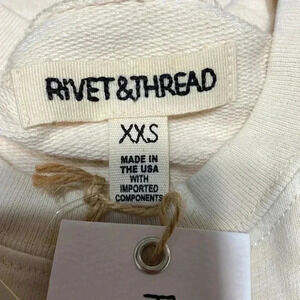 RiVET&THREAD
XXS
MADE IN
THE USA
WITH
IMPORTED
COMPONENTS